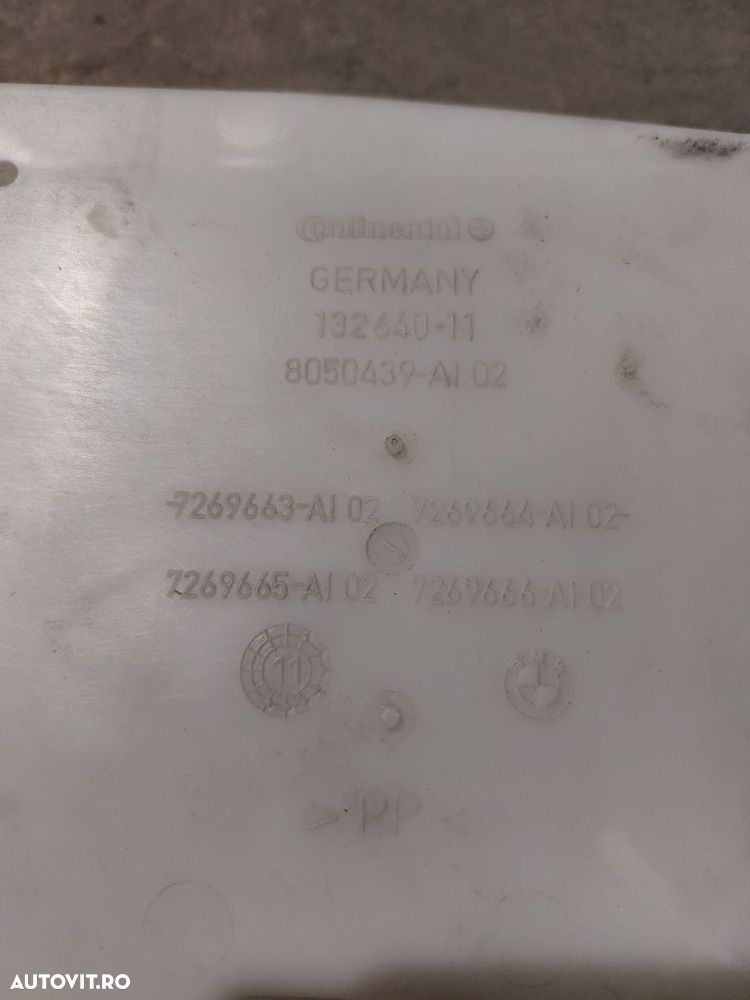 Continental
GERMANY
132640-11
8050439-AI 02
-7269663-AI 02 7269664-AI 02-
7269665-AI 02 7269666-AI 02
11
>PP<
AUTOVIT.RO